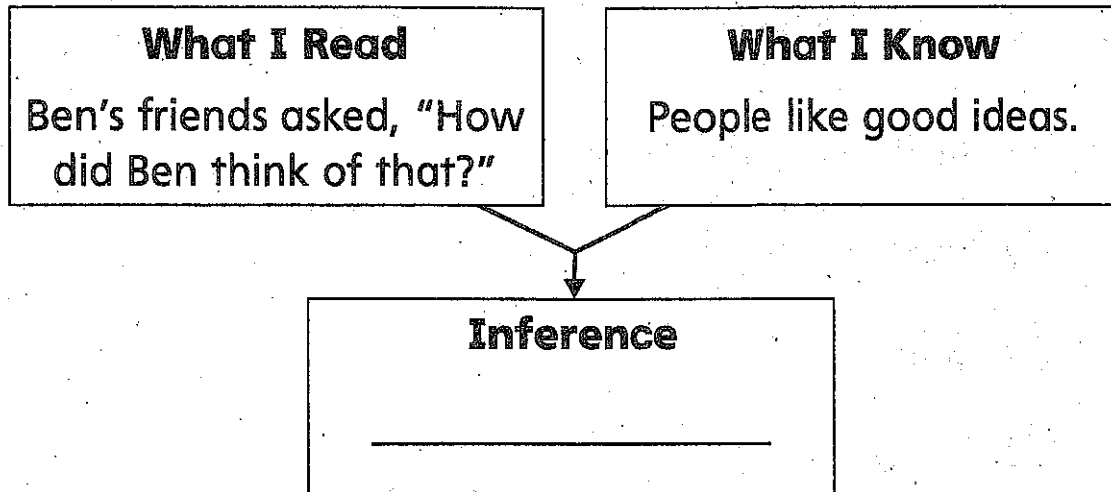 What I Read
Ben's friends asked, "How
did Ben think of that?"
What I Know
People like good ideas.
Inference